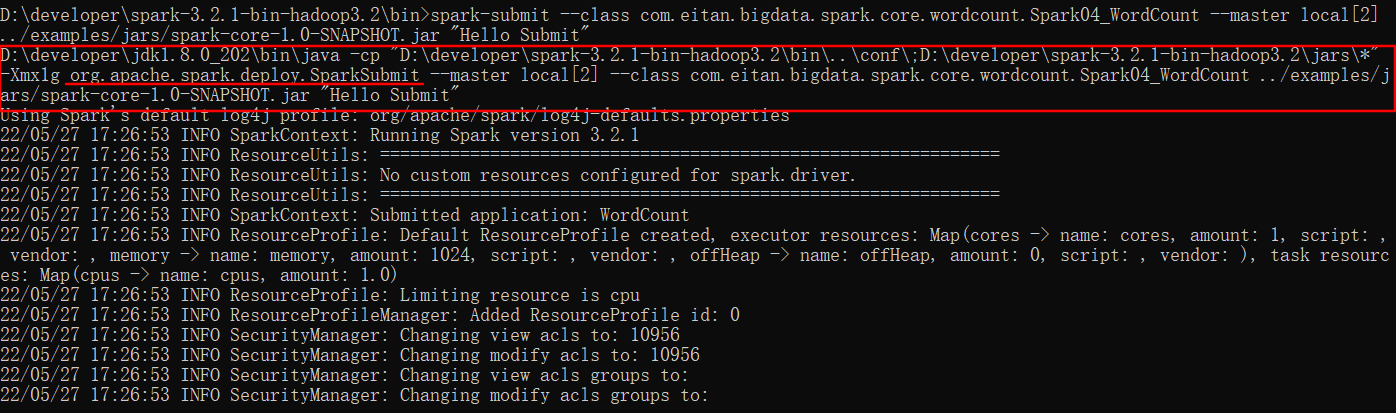 D:\developer\spark-3.2.1-bin-hadoop3.2\bin>spark-submit --class com.eitan.bigdata.spark.core.wordcount.Spark04_WordCount --master local[2]
../examples/jars/spark-core-1.0-SNAPSHOT.jar "Hello Submit"
D:\developer\jdk1.8.0_202\bin\java -cp "D:\developer\spark-3.2.1-bin-hadoop3.2\bin\..\conf\;D:\developer\spark-3.2.1-bin-hadoop3.2\jars\*"
-Xmx1g org.apache.spark.deploy.SparkSubmit --master local[2] --class com.eitan.bigdata.spark.core.wordcount.Spark04_WordCount ../examples/j
ars/spark-core-1.0-SNAPSHOT.jar "Hello Submit"
Using Spark's default log4j profile: org/apache/spark/log4j-defaults.properties
22/05/27 17:26:53 INFO SparkContext: Running Spark version 3.2.1
22/05/27 17:26:53 INFO ResourceUtils: ==============================================================
22/05/27 17:26:53 INFO ResourceUtils: No custom resources configured for spark.driver.
22/05/27 17:26:53 INFO ResourceUtils: ==============================================================
22/05/27 17:26:53 INFO SparkContext: Submitted application: WordCount
22/05/27 17:26:53 INFO ResourceProfile: Default ResourceProfile created, executor resources: Map(cores -> name: cores, amount: 1, script: ,
 vendor: , memory -> name: memory, amount: 1024, script: , vendor: , offHeap -> name: offHeap, amount: 0, script: , vendor: ), task resourc
es: Map(cpus -> name: cpus, amount: 1.0)
22/05/27 17:26:53 INFO ResourceProfile: Limiting resource is cpu
22/05/27 17:26:53 INFO ResourceProfileManager: Added ResourceProfile id: 0
22/05/27 17:26:53 INFO SecurityManager: Changing view acls to: 10956
22/05/27 17:26:53 INFO SecurityManager: Changing modify acls to: 10956
22/05/27 17:26:53 INFO SecurityManager: Changing view acls groups to:
22/05/27 17:26:53 INFO SecurityManager: Changing modify acls groups to: